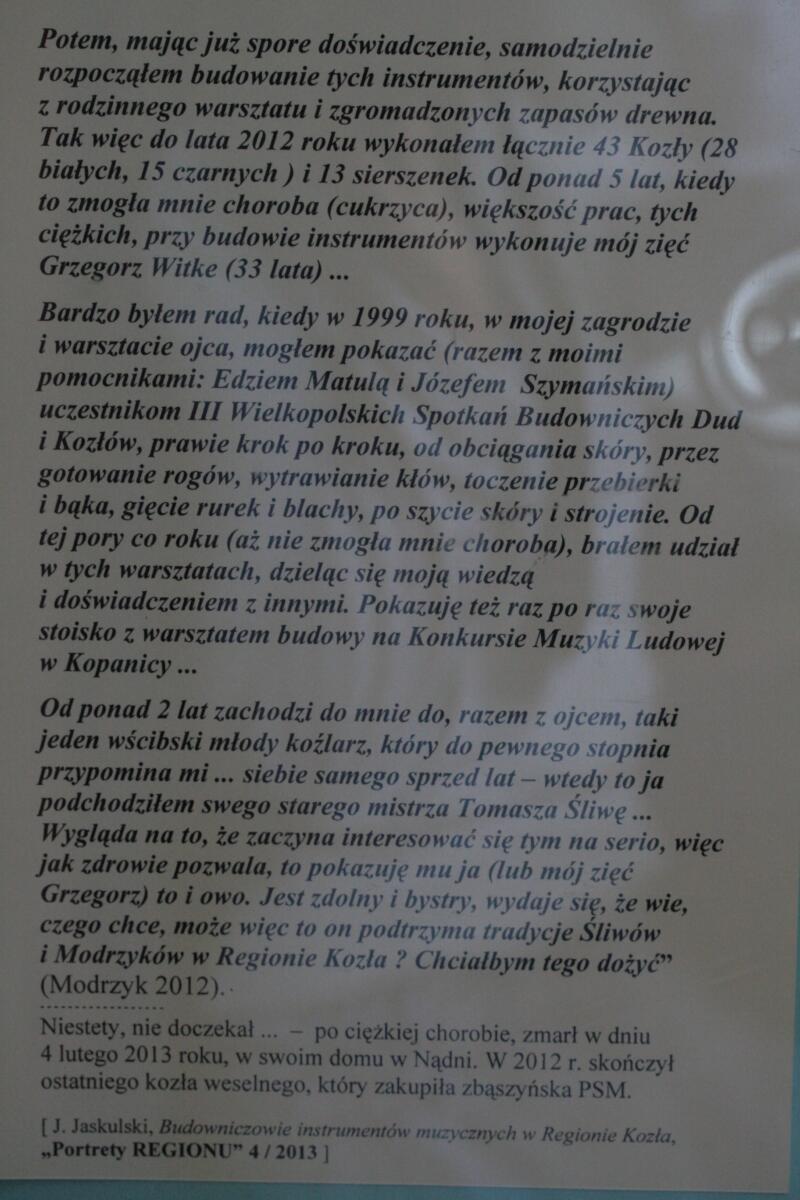 Potem, mając już spore doświadczenie, samodzielnie
rozpocząłem budowanie tych instrumentów, korzystając
z rodzinnego warsztatu i zgromadzonych zapasów drewna.
Tak więc do lata 2012 roku wykonałem łącznie 43 Kozły (28
białych, 15 czarnych ) i 13 sierszenek. Od ponad 5 lat, kiedy
to zmogła mnie choroba (cukrzyca), większość prac, tych
ciężkich, przy budowie instrumentów wykonuje mój zięć
Grzegorz Witke (33 lata) ...
Bardzo byłem rad, kiedy w 1999 roku, w mojej zagrodzie
i warsztacie ojca, mogłem pokazać (razem z moimi
pomocnikami: Edziem Matulą i Józefem Szymańskim)
uczestnikom III Wielkopolskich Spotkań Budowniczych Dud
i Kozłów, prawie krok po kroku, od obciągania skóry, przez
gotowanie rogów, wytrawianie kłów, toczenie przebierki
i bąka, gięcie rurek i blachy, po szycie skóry i strojenie. Od
tej pory co roku (aż nie zmogła mnie choroba), brałem udział
w tych warsztatach, dzieląc się moją wiedzą
i doświadczeniem z innymi. Pokazuję też raz po raz swoje
stoisko z warsztatem budowy na Konkursie Muzyki Ludowej
w Kopanicy ...
Od ponad 2 lat zachodzi do mnie do, razem z ojcem, taki
jeden wścibski młody koźlarz, który do pewnego stopnia
przypomina mi ... siebie samego sprzed lat – wtedy to ja
podchodziłem swego starego mistrza Tomasza Śliwę ...
Wygląda na to, że zaczyna interesować się tym na serio, więc
jak zdrowie pozwala, to pokazuję mu ja (lub mój zięć
Grzegorz) to i owo. Jest zdolny i bystry, wydaje się, że wie,
czego chce, może więc to on podtrzyma tradycje Śliwów
i Modrzyków w Regionie Kozła ? Chciałbym tego dożyć”
(Modrzyk 2012).
Niestety, nie doczekał ... – po ciężkiej chorobie, zmarł w dniu
4 lutego 2013 roku, w swoim domu w Nądni. W 2012 r. skończył
ostatniego kozła weselnego, który zakupiła zbąszyńska PSM.
[ J. Jaskulski, Budowniczowie instrumentów muzycznych w Regionie Kozła,
„Portrety REGIONU” 4 / 2013 ]